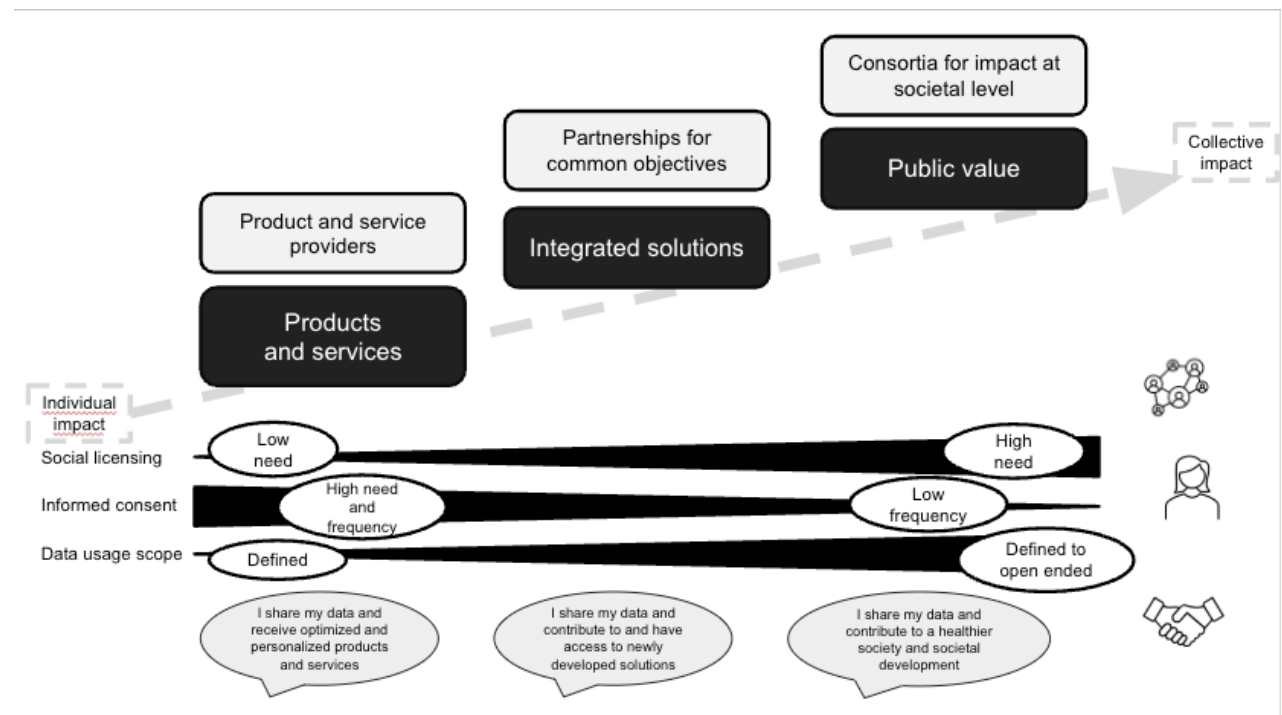 Consortia for impact at
societal level
Public value
Collective
impact
Partnerships for
common objectives
Integrated solutions
Product and service
providers
Products
and services
Individual
impact
Social licensing
Low
need
High
need
Informed consent
High need
and
frequency
Low
frequency
Data usage scope
Defined
Defined to
open ended
I share my data and
receive optimized and
personalized products
and services
I share my data and
contribute to and have
access to newly
developed solutions
I share my data and
contribute to a healthier
society and societal
development